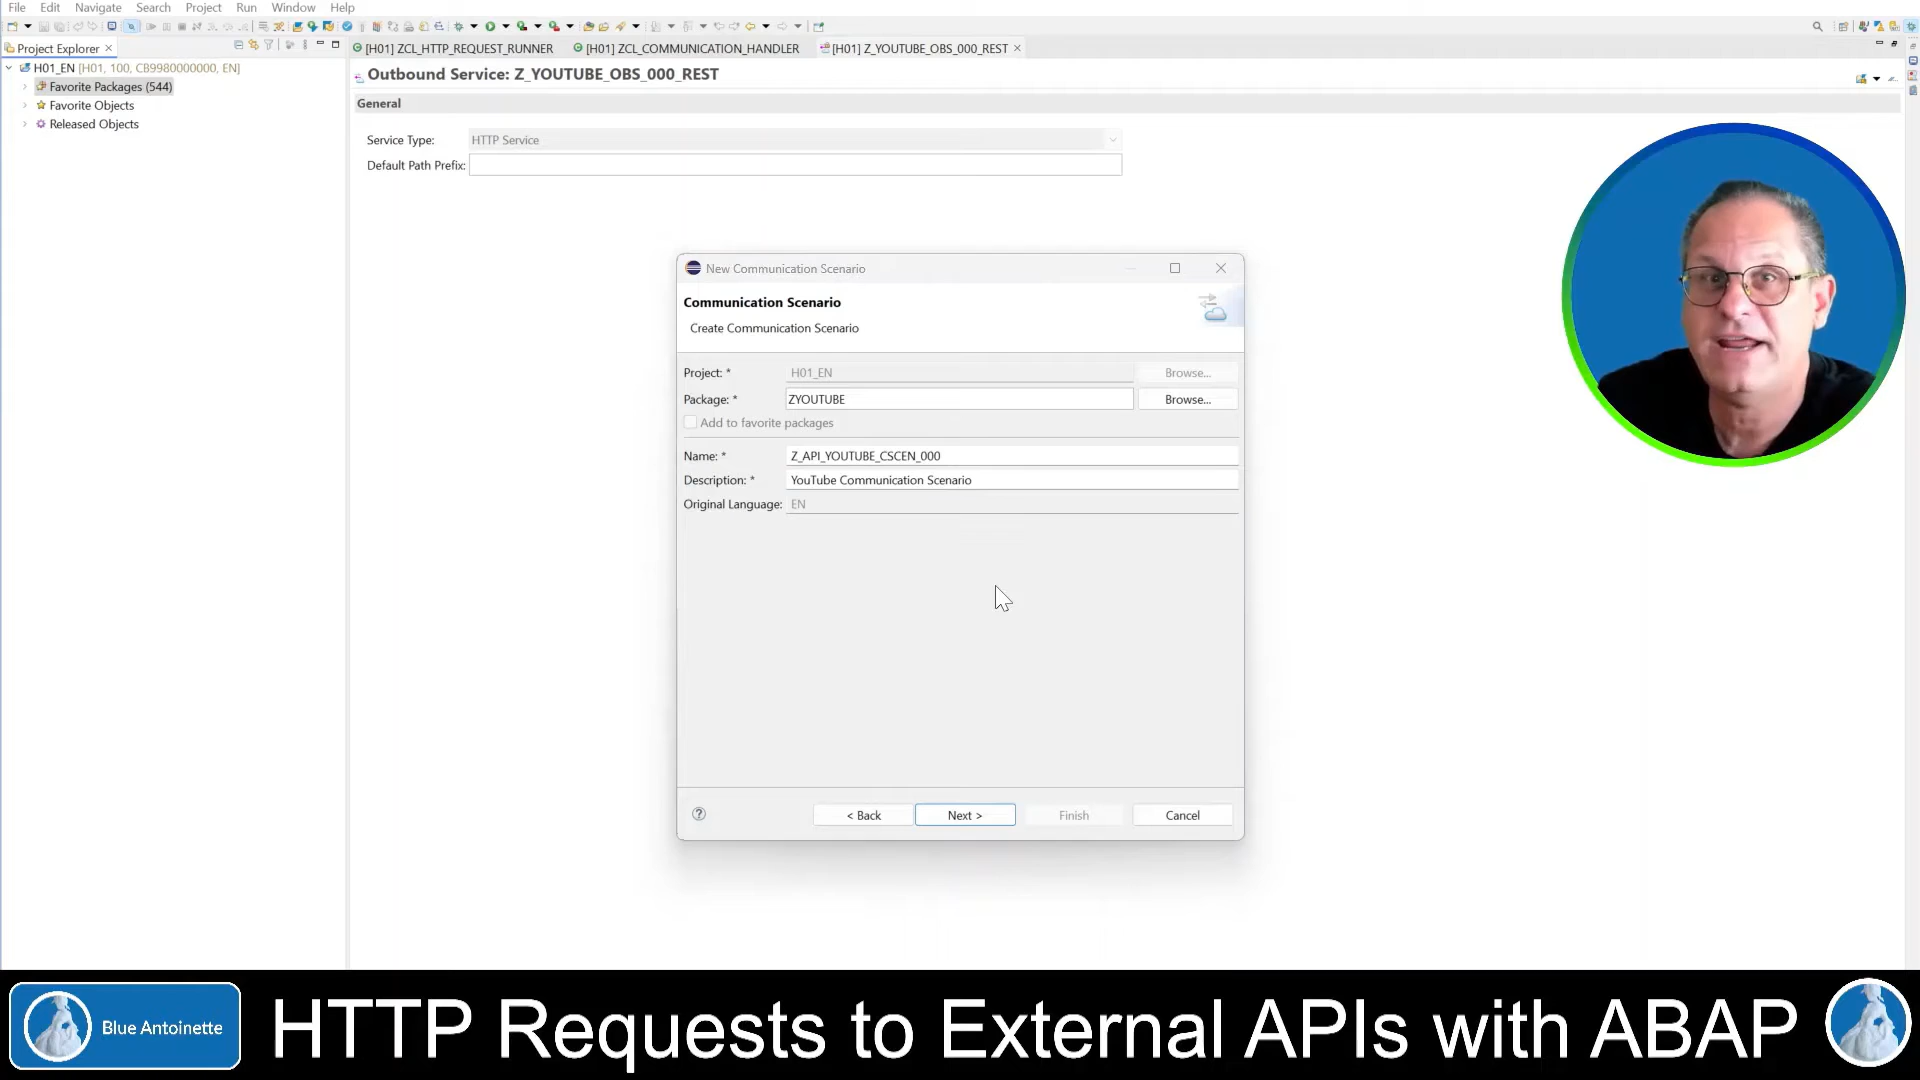 File Edit Navigate Search Project Run Window Help
Project Explorer
[H01] ZCL_HTTP_REQUEST_RUNNER [H01] ZCL_COMMUNICATION_HANDLER [H01] Z_YOUTUBE_OBS_000_REST
H01_EN [H01, 100, CB9980000000, EN]
Favorite Packages (544)
Favorite Objects
Released Objects
Outbound Service: Z_YOUTUBE_OBS_000_REST
General
Service Type: HTTP Service
Default Path Prefix:
New Communication Scenario
Communication Scenario
Create Communication Scenario
Project: * H01_EN Browse...
Package: * ZYOUTUBE Browse...
Add to favorite packages
Name: * Z_API_YOUTUBE_CSCEN_000
Description: * YouTube Communication Scenario
Original Language: EN
< Back Next > Finish Cancel
Blue Antoinette
HTTP Requests to External APIs with ABAP